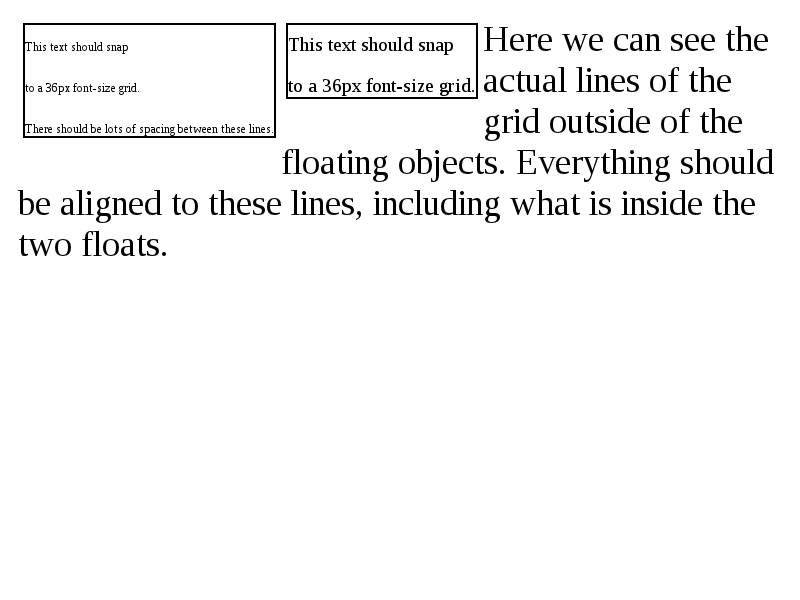 This text should snap
to a 36px font-size grid.
There should be lots of spacing between these lines.
This text should snap
to a 36px font-size grid.
Here we can see the
actual lines of the
grid outside of the
floating objects. Everything should
be aligned to these lines, including what is inside the
two floats.